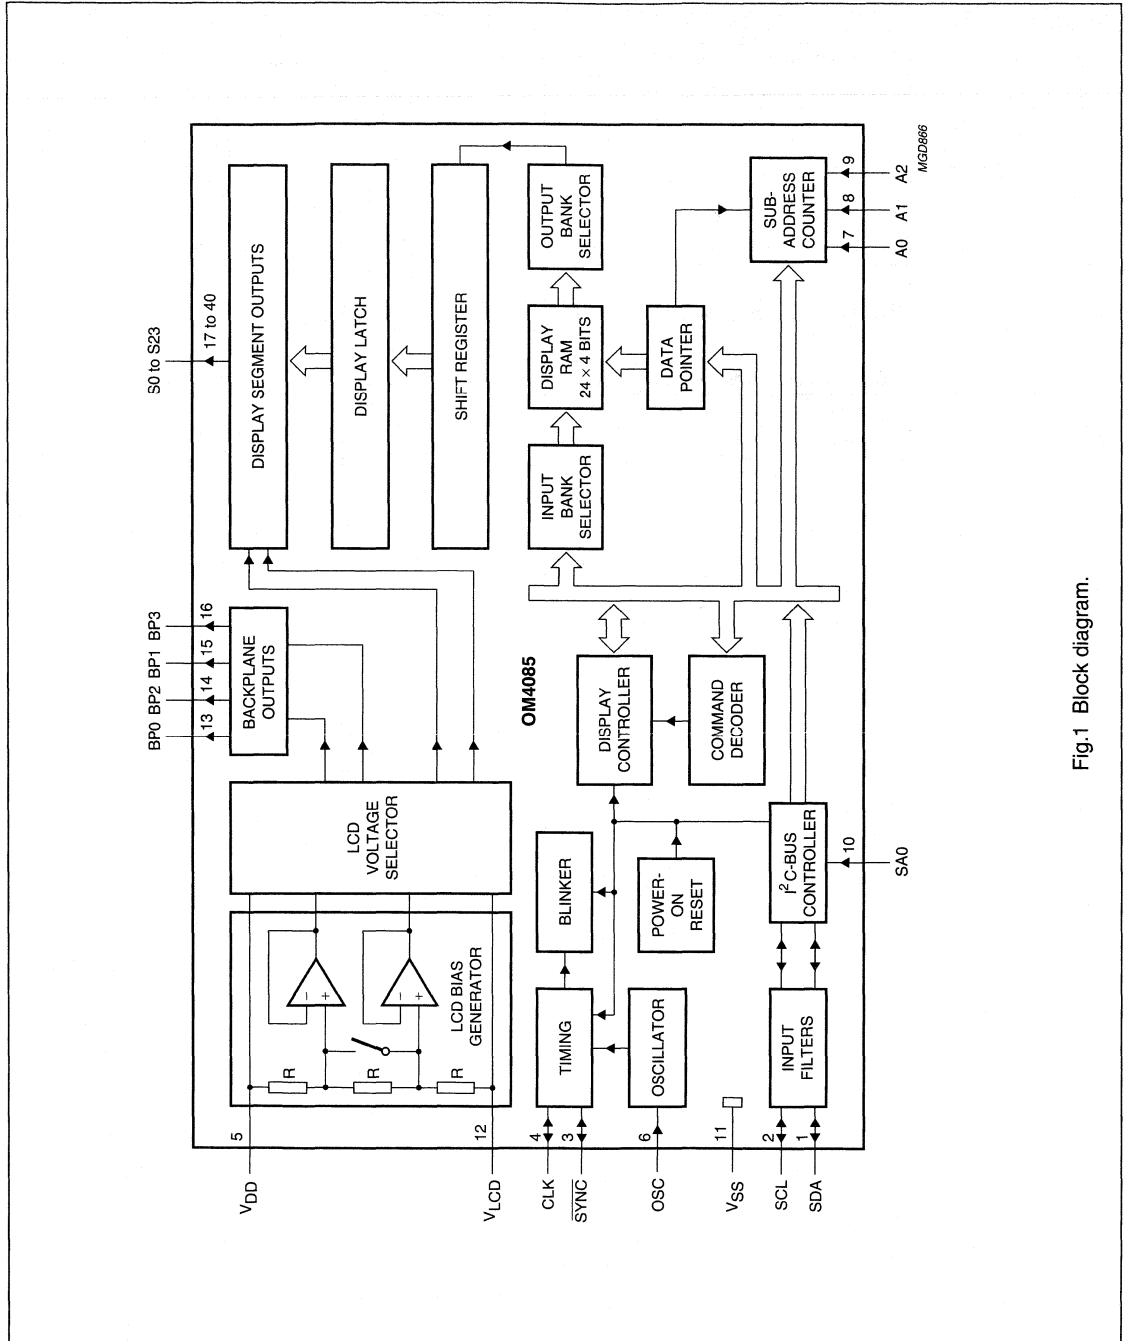 BP0 BP2 BP1 BP3
S0 to S23
13 14 15 16
17 to 40
VDD
5
BACKPLANE
OUTPUTS
DISPLAY SEGMENT OUTPUTS
R
R
R
−
+
−
+
LCD BIAS
GENERATOR
LCD
VOLTAGE
SELECTOR
DISPLAY LATCH
SHIFT REGISTER
VLCD
12
CLK
4
SYNC
3
TIMING
BLINKER
OM4085
DISPLAY
CONTROLLER
INPUT
BANK
SELECTOR
DISPLAY
RAM
24 × 4 BITS
OUTPUT
BANK
SELECTOR
OSC
6
OSCILLATOR
POWER-
ON
RESET
COMMAND
DECODER
DATA
POINTER
VSS
11
SCL
2
SDA
1
INPUT
FILTERS
I2C-BUS
CONTROLLER
SUB-
ADDRESS
COUNTER
10
7 8 9
SA0
A0 A1 A2
MGD866
Fig.1 Block diagram.